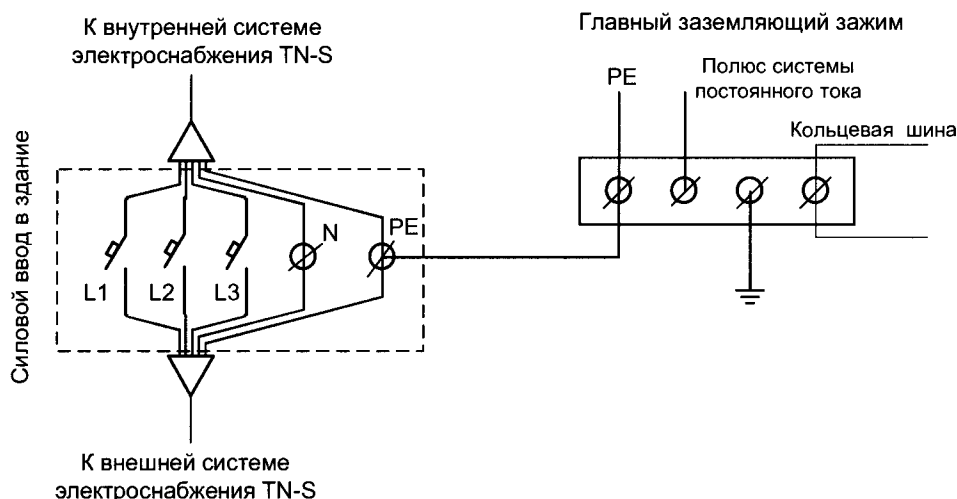 К внутренней системе
электроснабжения TN-S
Главный заземляющий зажим
PE
Полюс системы
постоянного тока
Кольцевая шина
Силовой ввод в здание
N
PE
L1
L2
L3
К внешней системе
электроснабжения TN-S